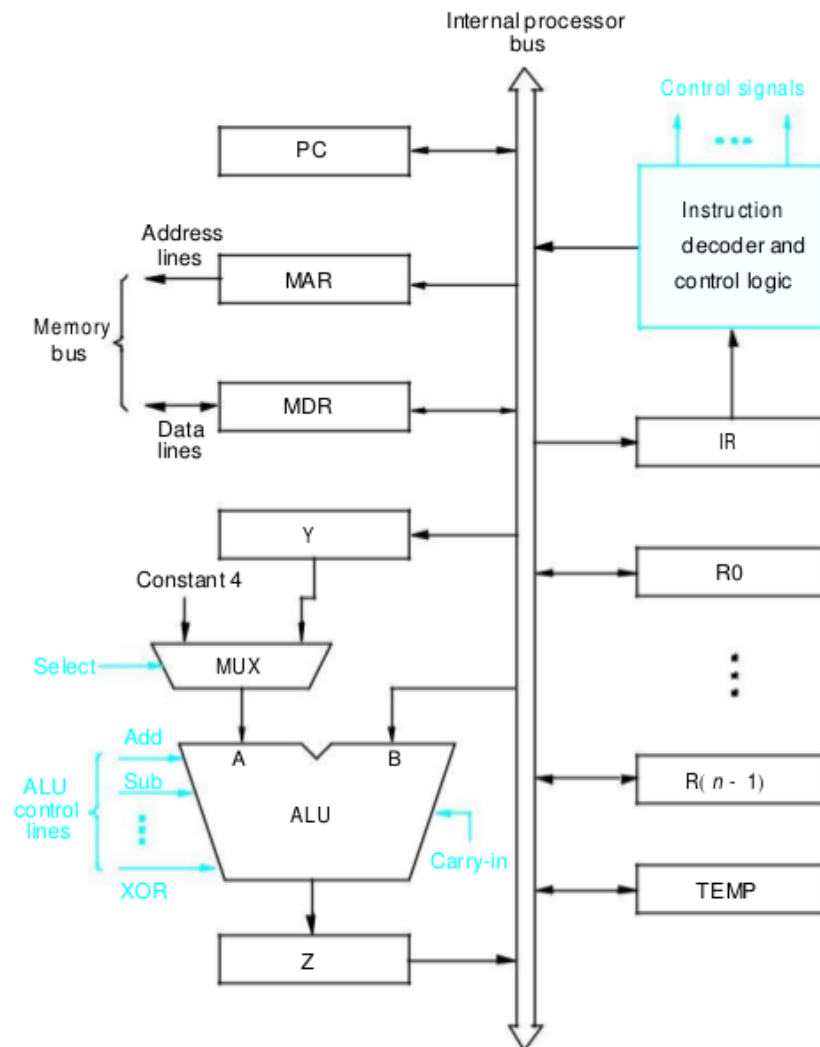 Internal processor
bus
Control signals
PC
Instruction
decoder and
control logic
Address
lines
MAR
Memory
bus
MDR
Data
lines
IR
Y
Constant 4
R0
Select
MUX
Add
A
B
Sub
R( n - 1)
ALU
control
lines
ALU
Carry-in
XOR
TEMP
Z